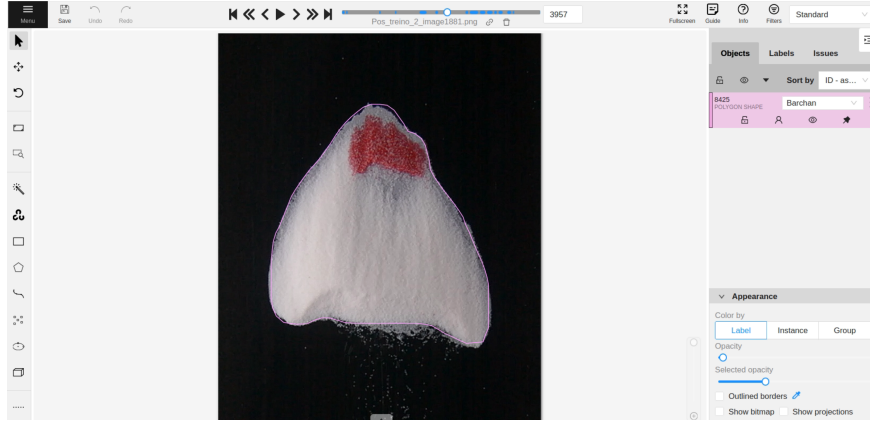 Menu
Save
Undo
Redo
Pos_treino_2_image1881.png
3957
Fullscreen
Guide
Info
Filters
Standard
Objects
Labels
Issues
Sort by
ID - as...
8425
POLYGON SHAPE
Barchan
Appearance
Color by
Label
Instance
Group
Opacity
Selected opacity
Outlined borders
Show bitmap
Show projections